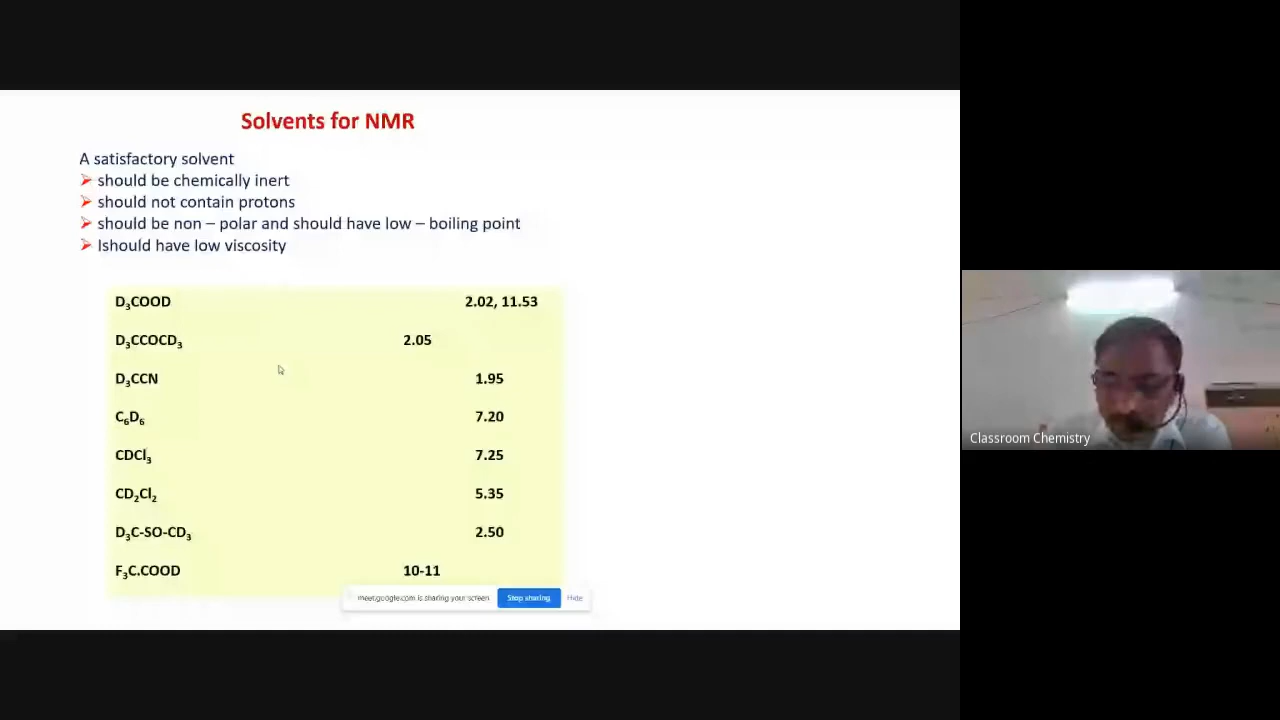 Solvents for NMR
A satisfactory solvent
➢ should be chemically inert
➢ should not contain protons
➢ should be non – polar and should have low – boiling point
➢ Ishould have low viscosity
D₃COOD 2.02, 11.53
D₃CCOCD₃ 2.05
D₃CCN 1.95
C₆D₆ 7.20
CDCl₃ 7.25
CD₂Cl₂ 5.35
D₃C-SO-CD₃ 2.50
F₃C.COOD 10-11
meet.google.com is sharing your screen Stop sharing Hide
Classroom Chemistry